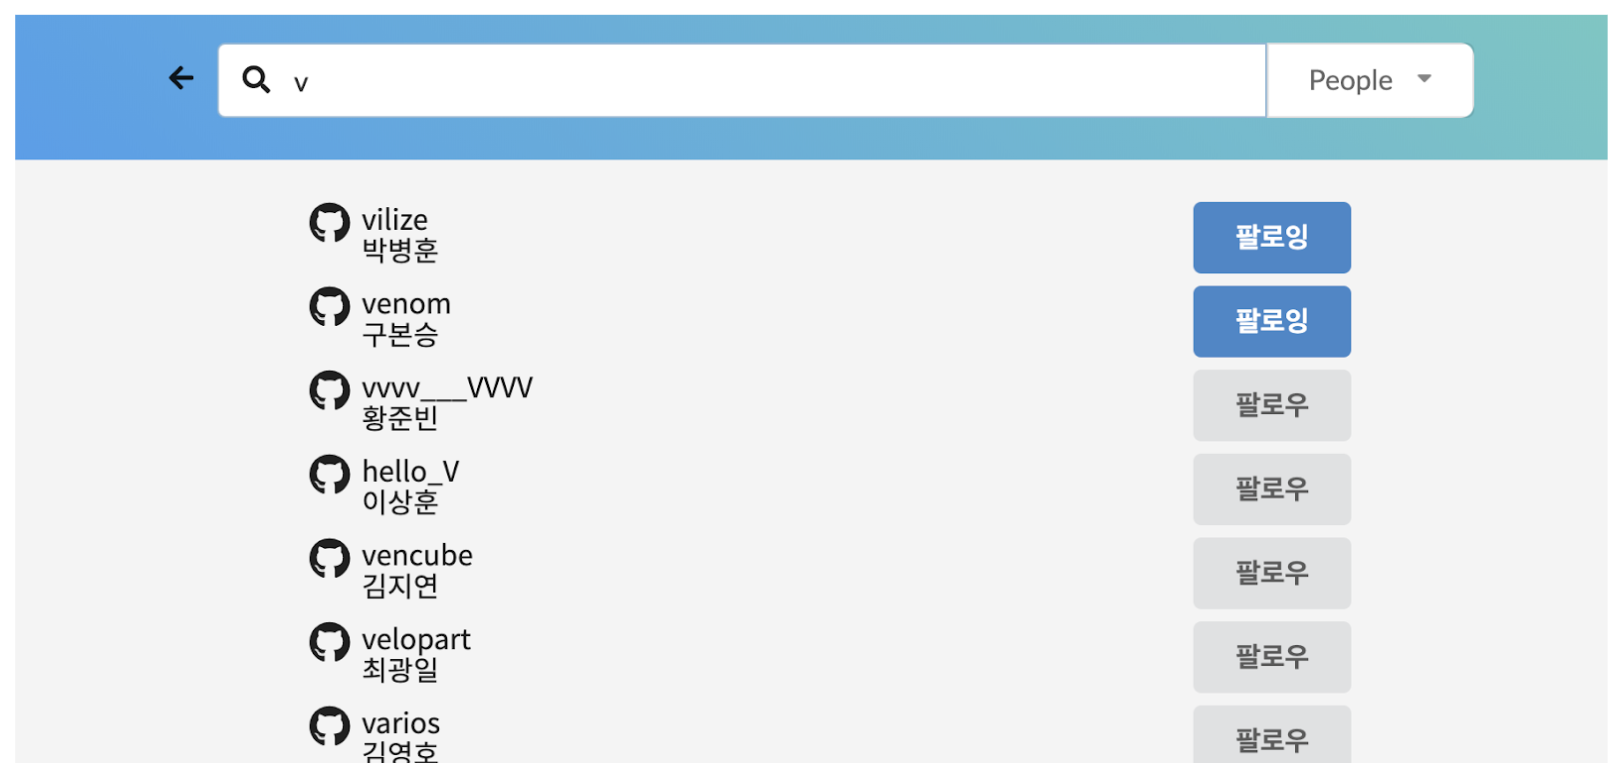 v
People
vilize
박병훈
팔로잉
venom
구본승
팔로잉
vvvv___VVVV
황준빈
팔로우
hello_V
이상훈
팔로우
vencube
김지연
팔로우
velopart
최광일
팔로우
varios
김영호
팔로우